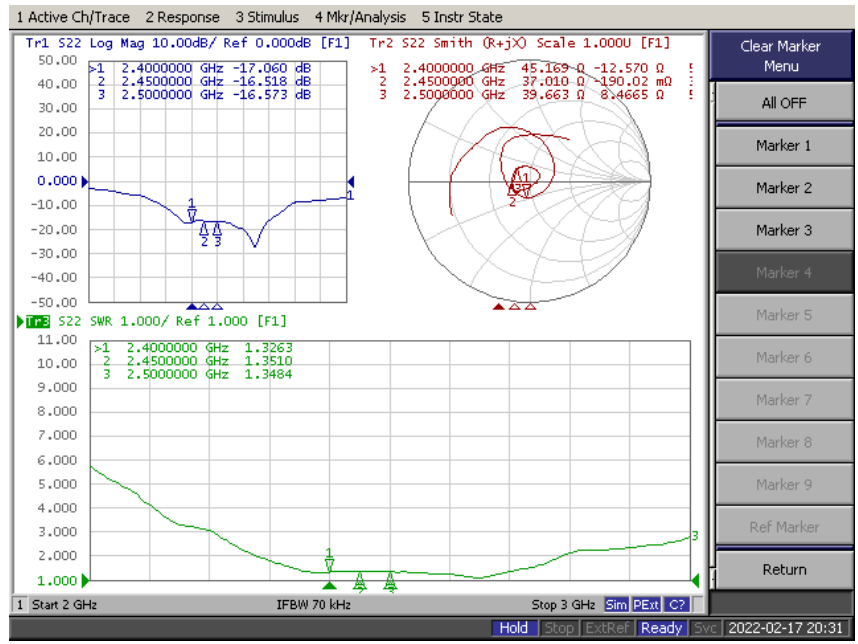 1 Active Ch/Trace 2 Response 3 Stimulus 4 Mkr/Analysis 5 Instr State
Tr1 S22 Log Mag 10.00dB/ Ref 0.000dB [F1]
50.00
40.00
30.00
20.00
10.00
0.000
-10.00
-20.00
-30.00
-40.00
-50.00
>1 2.4000000 GHz -17.060 dB
2 2.4500000 GHz -16.518 dB
3 2.5000000 GHz -16.573 dB
1
2 3
1
Tr2 S22 Smith (R+jX) Scale 1.000U [F1]
>1 2.4000000 GHz 45.169 Ω -12.570 Ω
2 2.4500000 GHz 37.010 Ω -190.02 mΩ
3 2.5000000 GHz 39.663 Ω 8.4665 Ω
1
2
Tr3 S22 SWR 1.000/ Ref 1.000 [F1]
11.00
10.00
9.000
8.000
7.000
6.000
5.000
4.000
3.000
2.000
1.000
>1 2.4000000 GHz 1.3263
2 2.4500000 GHz 1.3510
3 2.5000000 GHz 1.3484
1
3
1 Start 2 GHz IFBW 70 kHz Stop 3 GHz Sim PExt C?
Hold Stop ExtRef Ready Svc 2022-02-17 20:31
Clear Marker
Menu
All OFF
Marker 1
Marker 2
Marker 3
Marker 4
Marker 5
Marker 6
Marker 7
Marker 8
Marker 9
Ref Marker
Return